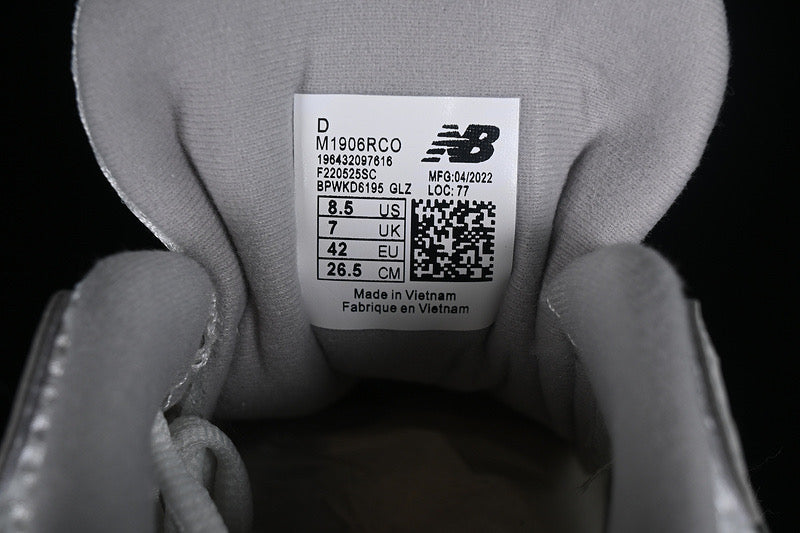 D
M1906RCO
NB
196432097616
F220525SC
MFG:04/2022
BPWKD6195 GLZ
LOC: 77
8.5 US
7 UK
42 EU
26.5 CM
Made in Vietnam
Fabrique en Vietnam